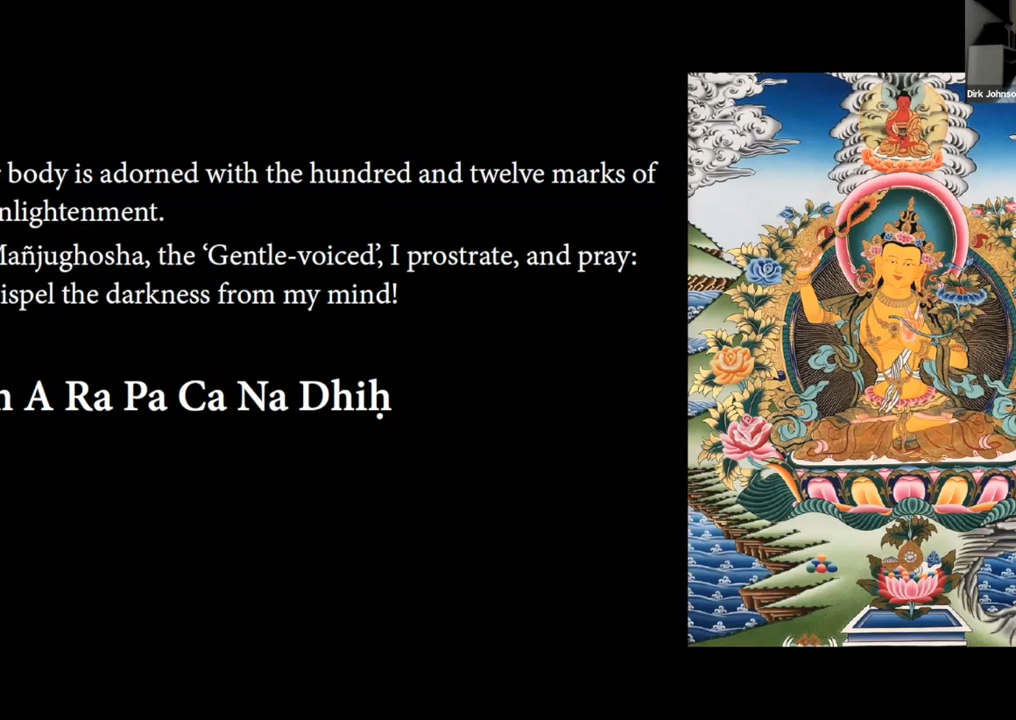 Dirk Johnso
body is adorned with the hundred and twelve marks of
nlightenment.
Mañjughosha, the ‘Gentle-voiced’, I prostrate, and pray:
ispel the darkness from my mind!
A Ra Pa Ca Na Dhiḥ